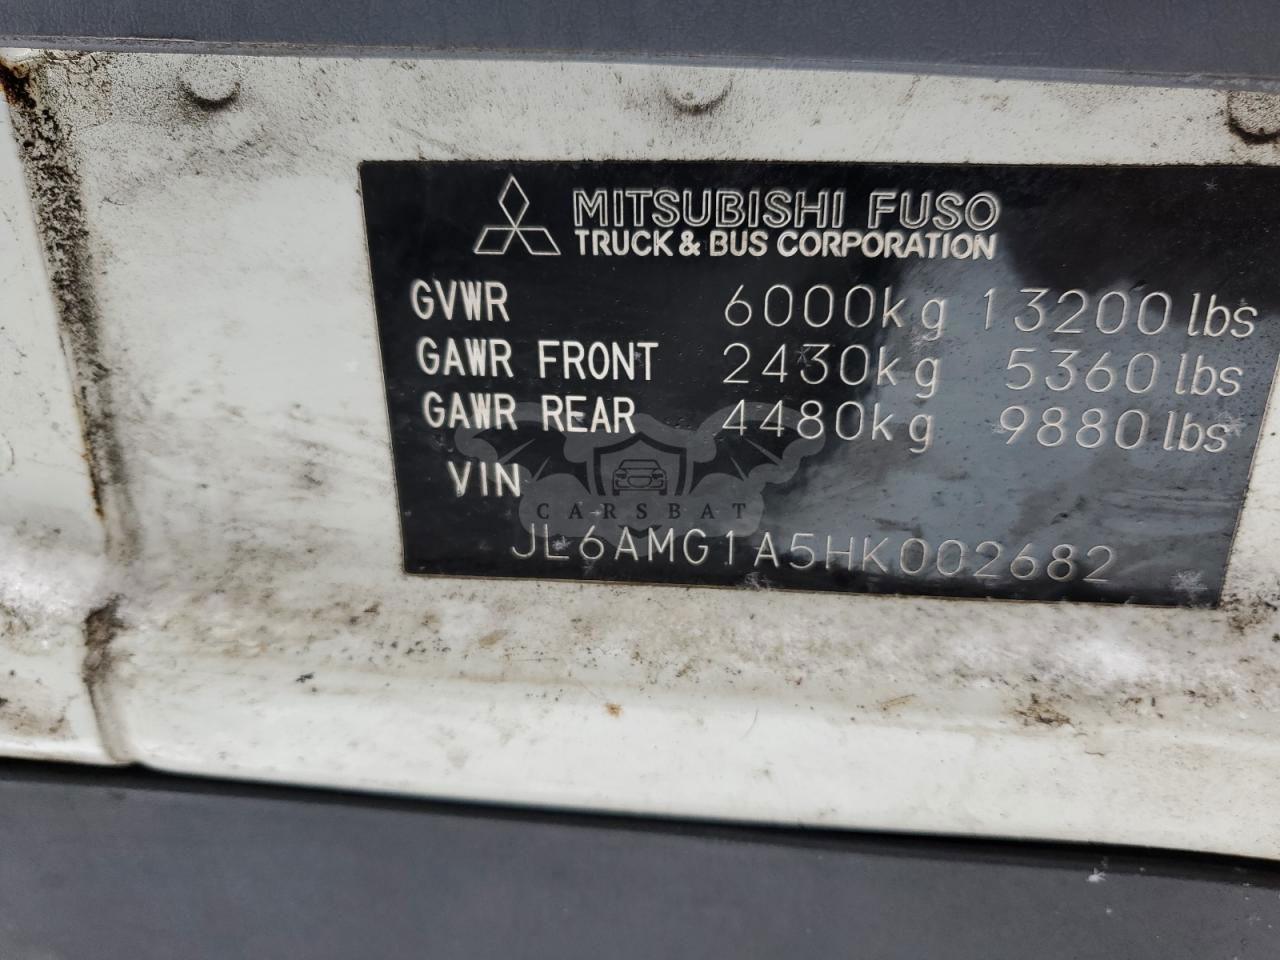 MITSUBISHI FUSO
TRUCK & BUS CORPORATION
GVWR 6000kg 13200 lbs
GAWR FRONT 2430kg 5360 lbs
GAWR REAR 4480kg 9880 lbs
VIN
CARSBAT
JL6AMG1A5HK002682